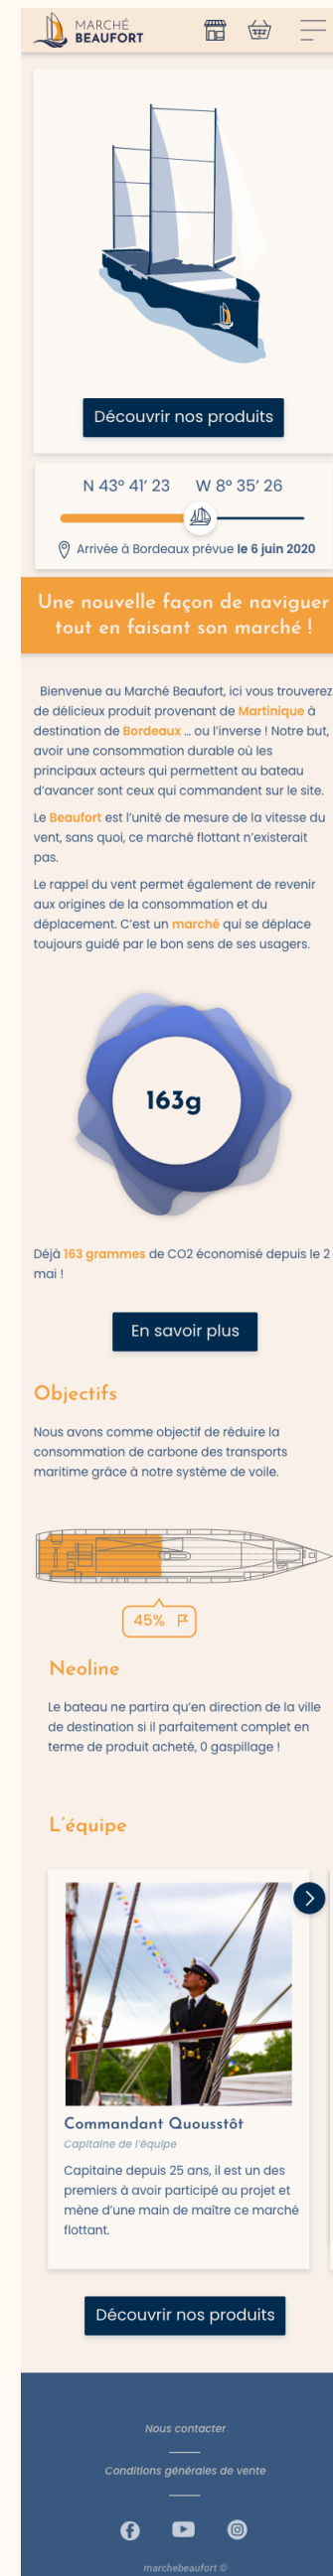 MARCHÉ
BEAUFORT
Découvrir nos produits
N 43° 41’ 23 W 8° 35’ 26
Arrivée à Bordeaux prévue le 6 juin 2020
Une nouvelle façon de naviguer
tout en faisant son marché !
Bienvenue au Marché Beaufort, ici vous trouverez
de délicieux produit provenant de Martinique à
destination de Bordeaux ... ou l’inverse ! Notre but,
avoir une consommation durable où les
principaux acteurs qui permettent au bateau
d’avancer sont ceux qui commandent sur le site.
Le Beaufort est l’unité de mesure de la vitesse du
vent, sans quoi, ce marché flottant n’existerait
pas.
Le rappel du vent permet également de revenir
aux origines de la consommation et du
déplacement. C’est un marché qui se déplace
toujours guidé par le bon sens de ses usagers.
163g
Déjà 163 grammes de CO2 économisé depuis le 2
mai !
En savoir plus
Objectifs
Nous avons comme objectif de réduire la
consommation de carbone des transports
maritime grâce à notre système de voile.
45%
Neoline
Le bateau ne partira qu’en direction de la ville
de destination si il parfaitement complet en
terme de produit acheté, 0 gaspillage !
L’équipe
Commandant Quousstôt
Capitaine de l’équipe
Capitaine depuis 25 ans, il est un des
premiers à avoir participé au projet et
mène d’une main de maître ce marché
flottant.
Découvrir nos produits
Nous contacter
Conditions générales de vente
marchebeaufort ©